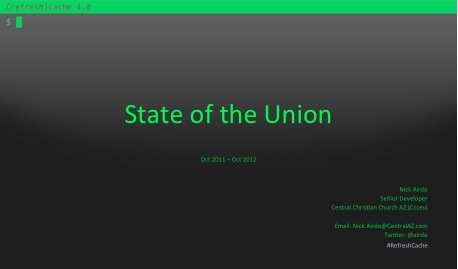 (refresh)cache 4.0
$
State of the Union
Oct 2011 – Oct 2012
Nick Airdo
Señior Developer
Central Christian Church AZ (Cccev)
Email: Nick.Airdo@CentralAZ.com
Twitter: @airdo
#RefreshCache